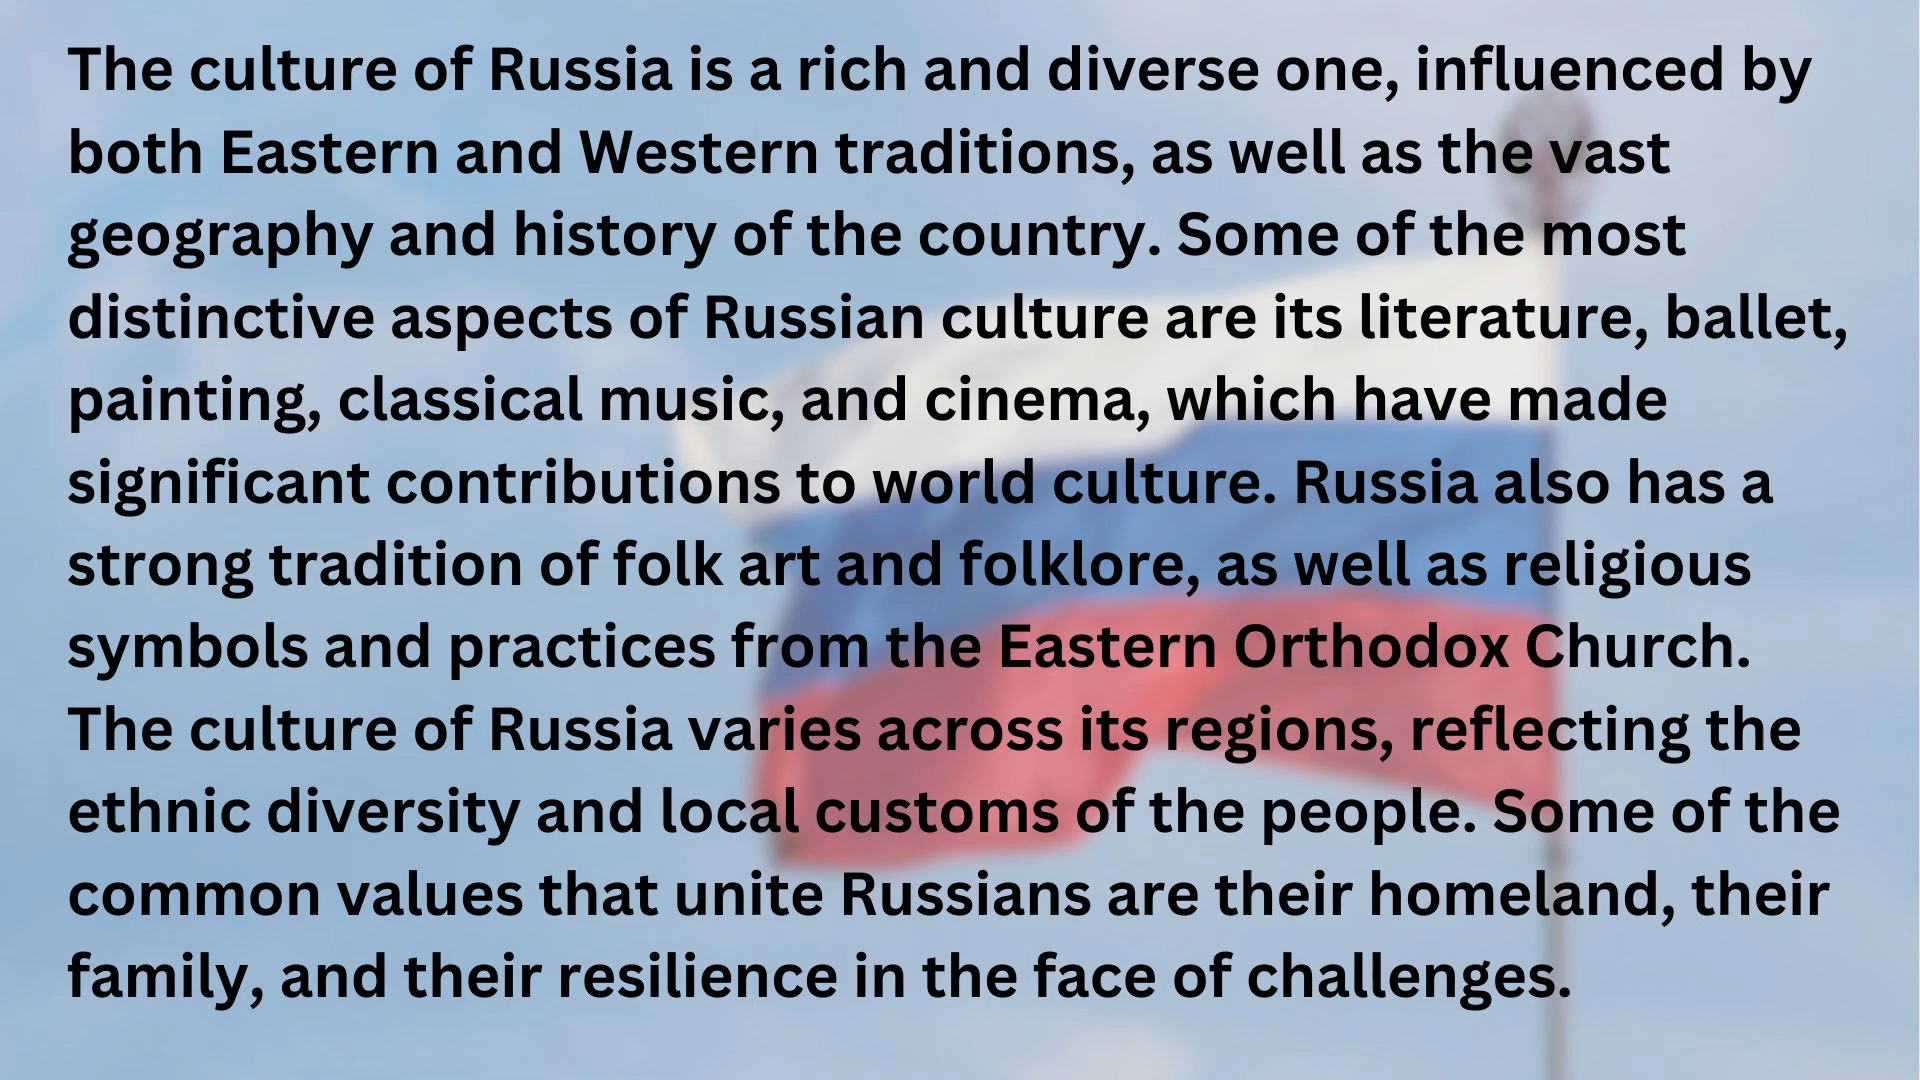 The culture of Russia is a rich and diverse one, influenced by
both Eastern and Western traditions, as well as the vast
geography and history of the country. Some of the most
distinctive aspects of Russian culture are its literature, ballet,
painting, classical music, and cinema, which have made
significant contributions to world culture. Russia also has a
strong tradition of folk art and folklore, as well as religious
symbols and practices from the Eastern Orthodox Church.
The culture of Russia varies across its regions, reflecting the
ethnic diversity and local customs of the people. Some of the
common values that unite Russians are their homeland, their
family, and their resilience in the face of challenges.